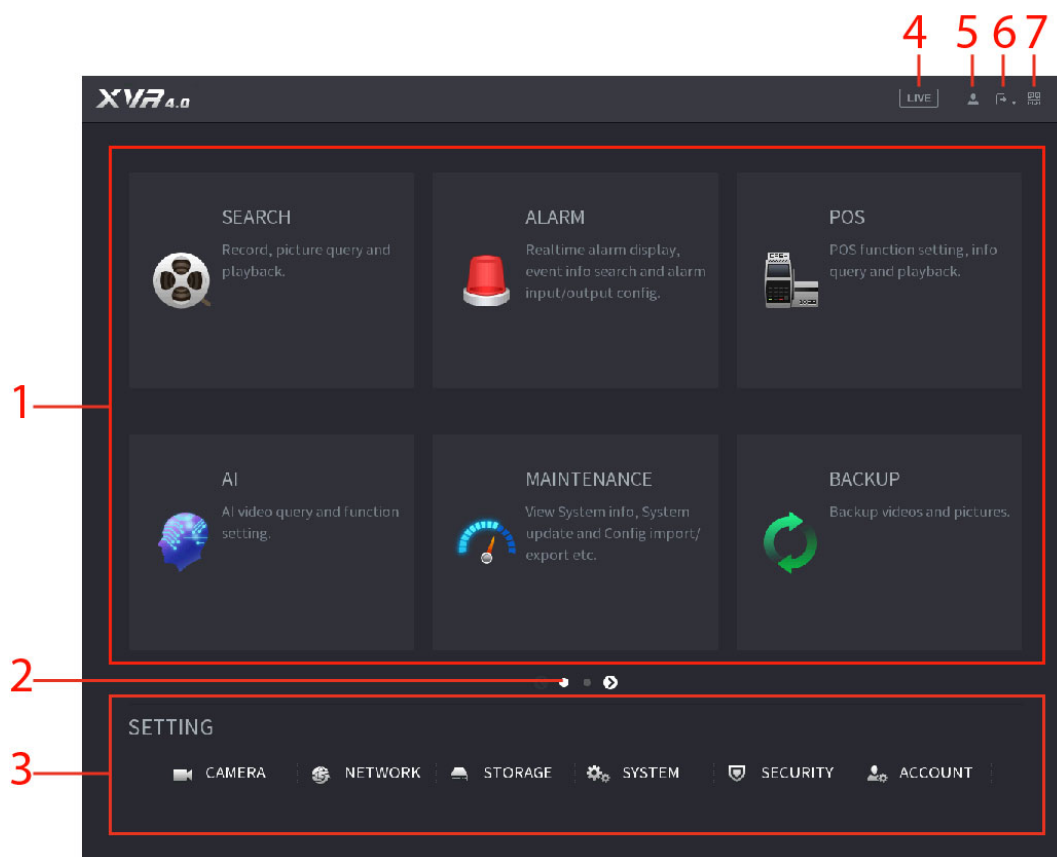 4 5 6 7
XVR 4.0
LIVE
1
SEARCH
Record, picture query and
playback.
ALARM
Realtime alarm display,
event info search and alarm
input/output config.
POS
POS function setting, info
query and playback.
AI
AI video query and function
setting.
MAINTENANCE
View System info, System
update and Config import/
export etc.
BACKUP
Backup videos and pictures.
2
3
SETTING
CAMERA NETWORK STORAGE SYSTEM SECURITY ACCOUNT